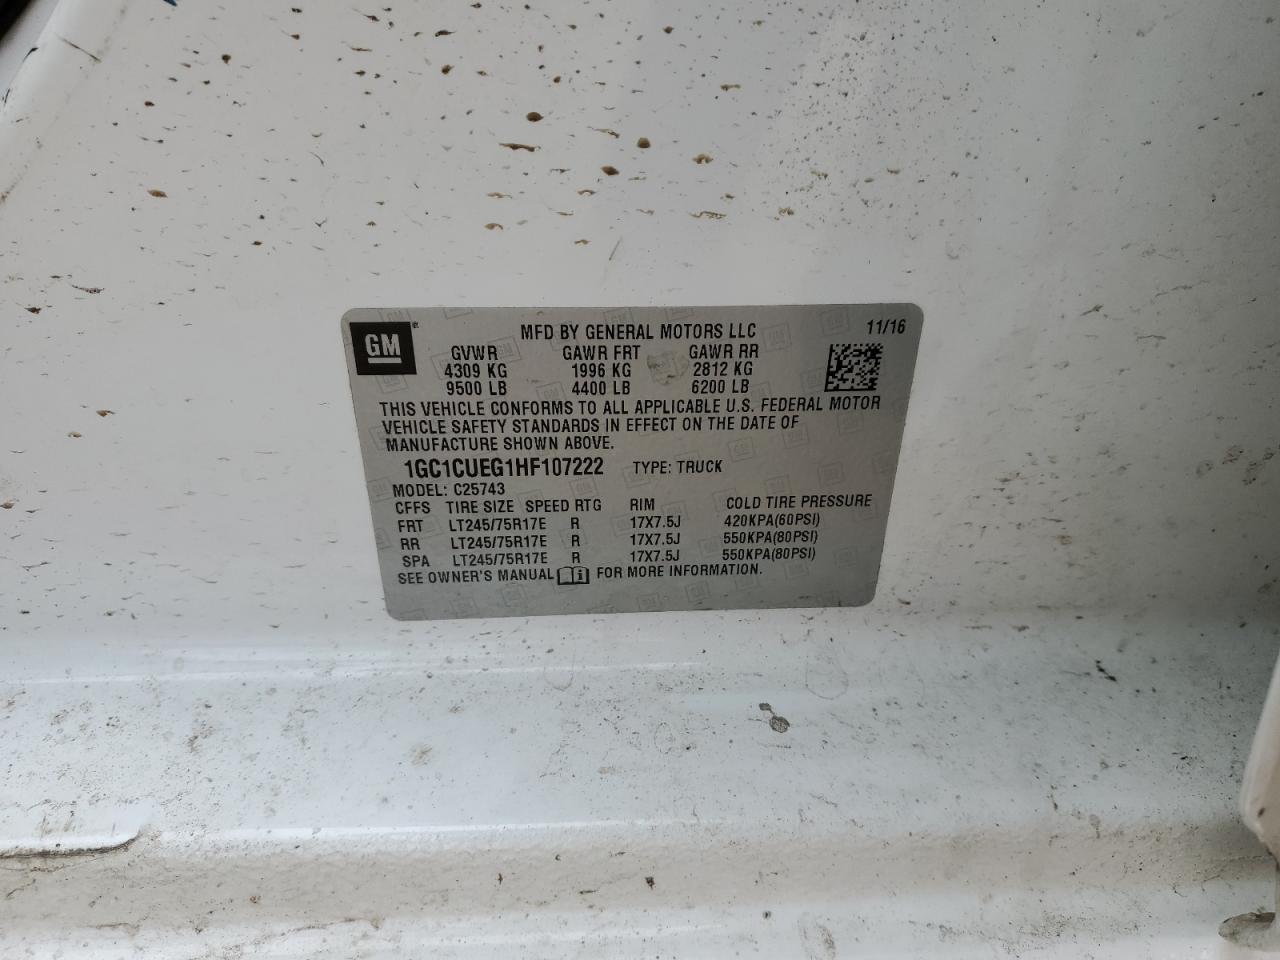 GM
MFD BY GENERAL MOTORS LLC 11/16
GVWR GAWR FRT GAWR RR
4309 KG 1996 KG 2812 KG
9500 LB 4400 LB 6200 LB
THIS VEHICLE CONFORMS TO ALL APPLICABLE U.S. FEDERAL MOTOR
VEHICLE SAFETY STANDARDS IN EFFECT ON THE DATE OF
MANUFACTURE SHOWN ABOVE.
1GC1CUEG1HF107222 TYPE: TRUCK
MODEL: C25743
CFFS TIRE SIZE SPEED RTG RIM COLD TIRE PRESSURE
FRT LT245/75R17E R 17X7.5J 420KPA(60PSI)
RR LT245/75R17E R 17X7.5J 550KPA(80PSI)
SPA LT245/75R17E R 17X7.5J 550KPA(80PSI)
SEE OWNER'S MANUAL FOR MORE INFORMATION.